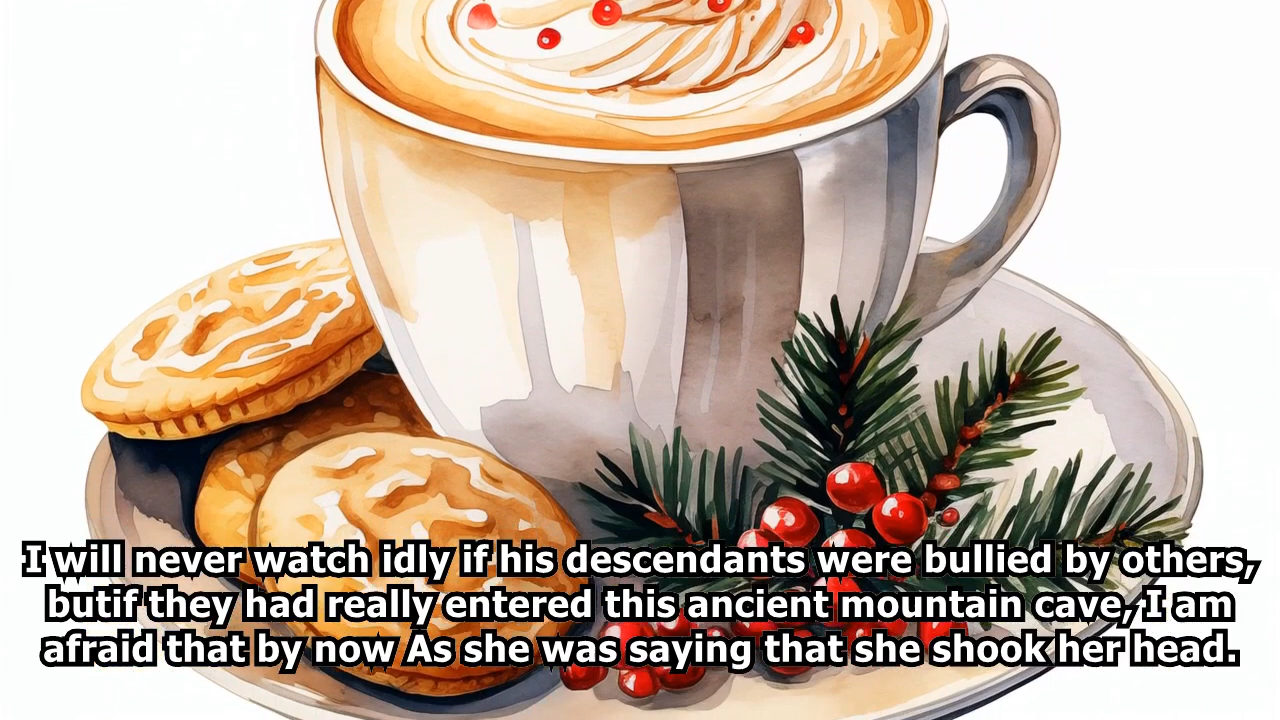 I will never watch idly if his descendants were bullied by others,
butif they had really entered this ancient mountain cave, I am
afraid that by now As she was saying that she shook her head.